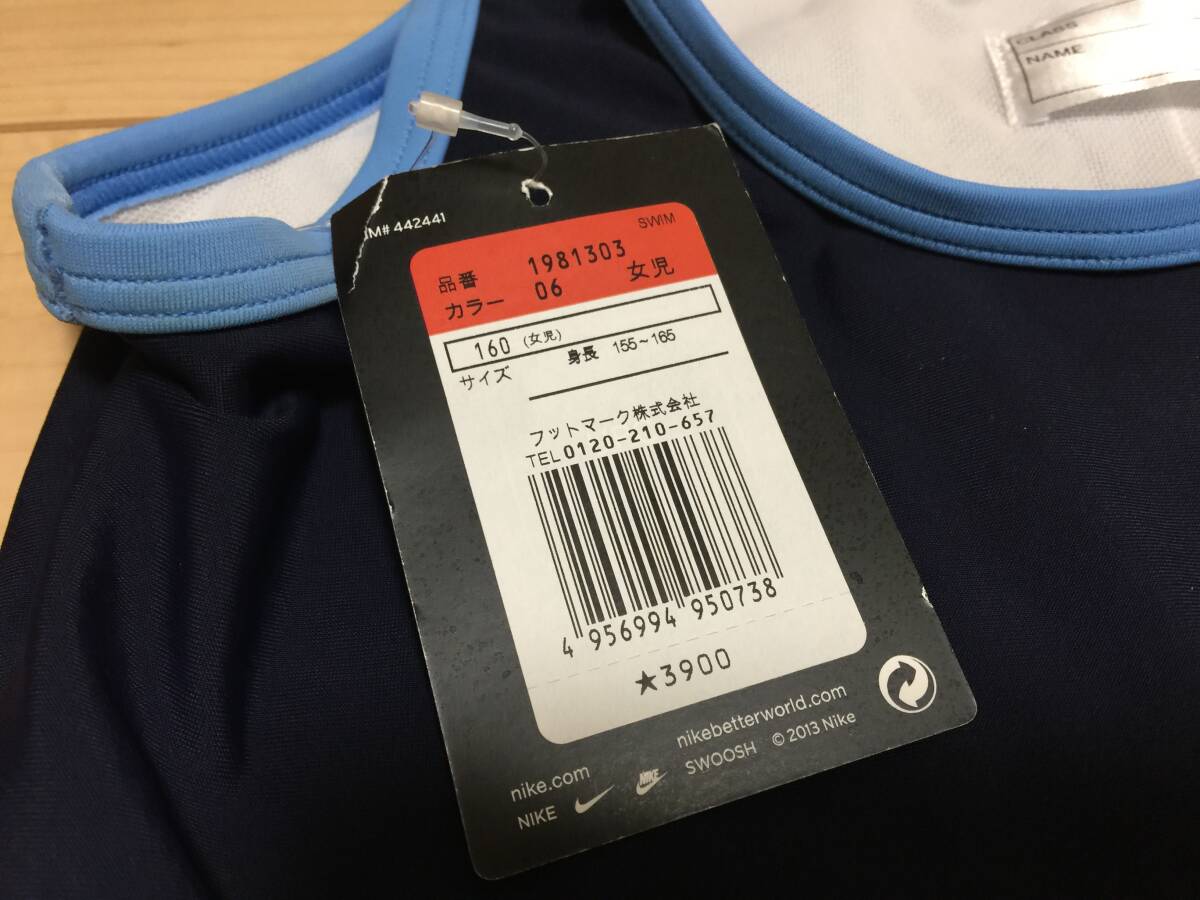 CLASS
NAME
M# 442441
SWIM
品番 1981303
カラー 06 女児
160 (女児)
サイズ 身長 155~165
フットマーク株式会社
TEL 0120-210-657
4 956994 950738
★3900
nikebetterworld.com
nike.com
NIKE NIKE SWOOSH © 2013 Nike